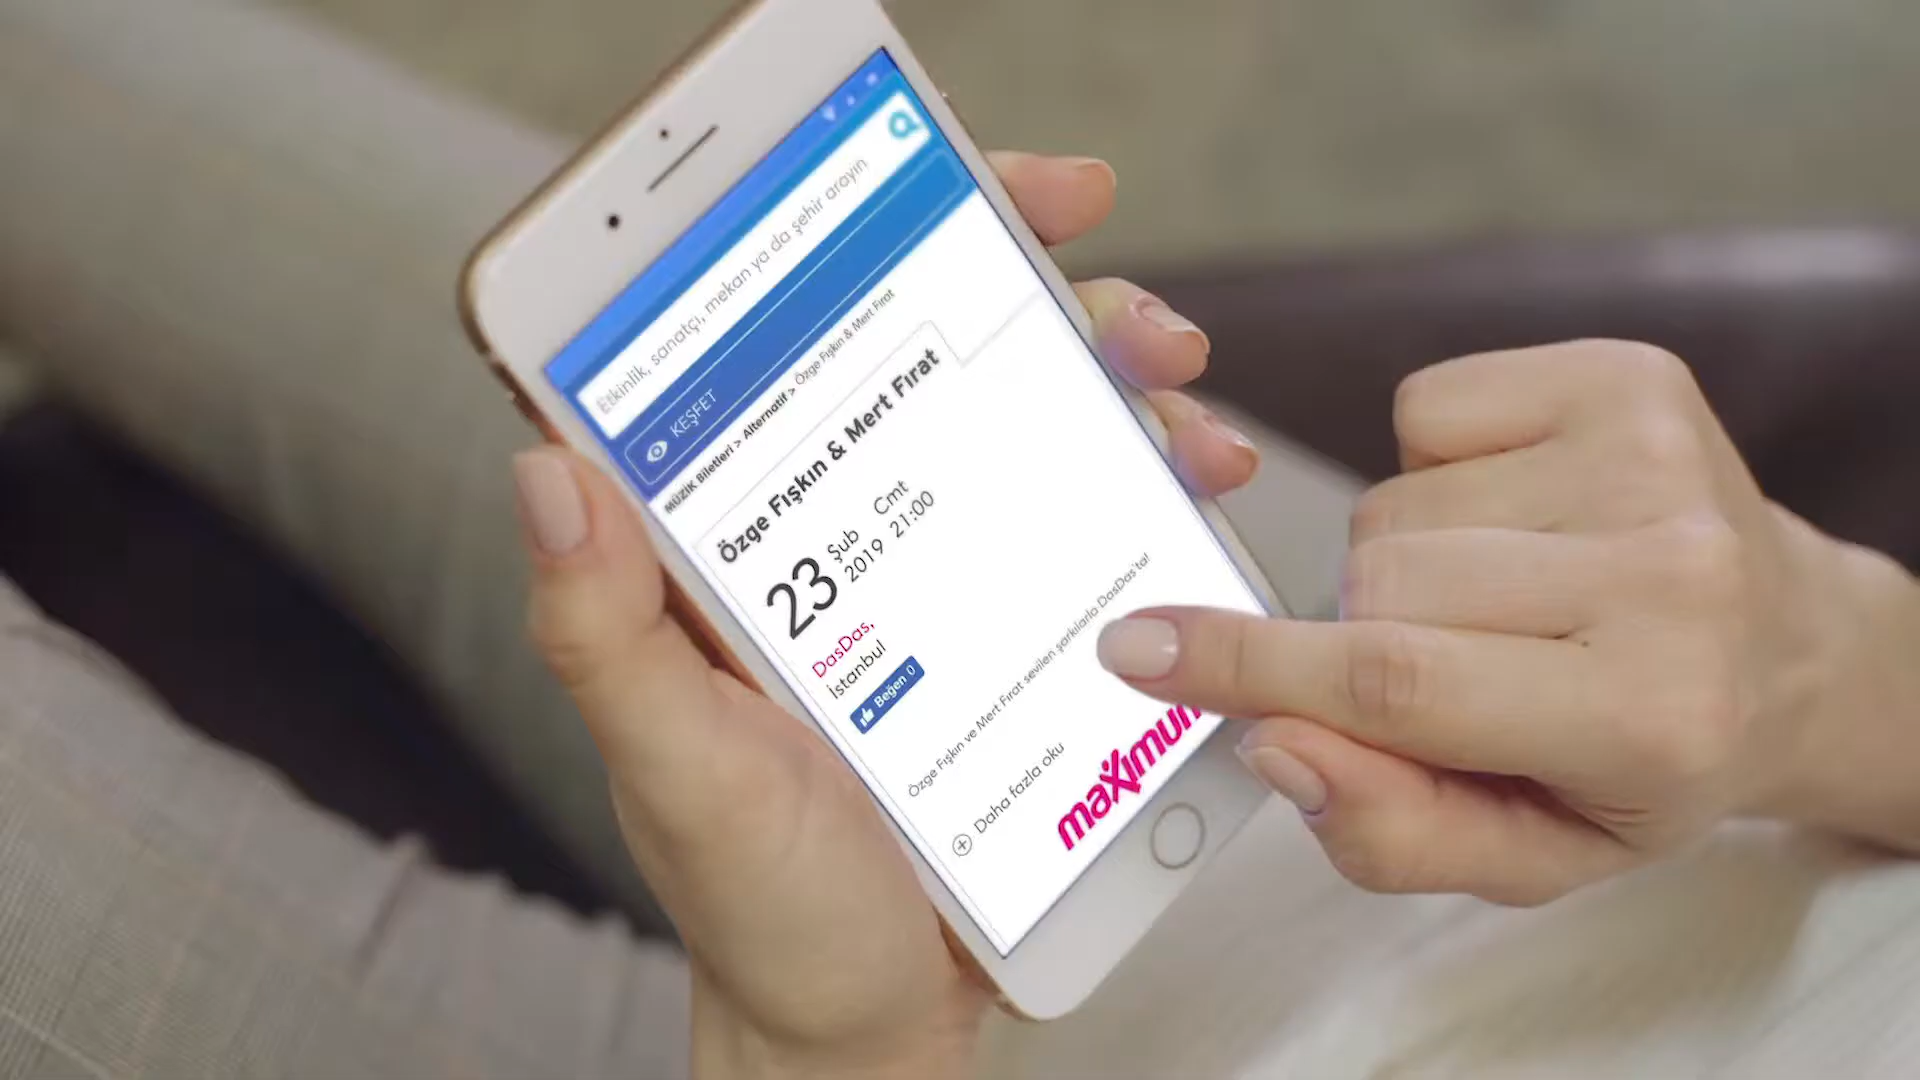 Etkinlik, sanatçı, mekan ya da şehir arayın
KEŞFET
MÜZİK Biletleri > Alternatif > Özge Fışkın & Mert Fırat
Özge Fışkın & Mert Fırat
23 Şub Cmt
2019 21:00
DasDas,
İstanbul
Beğen 0
Özge Fışkın ve Mert Fırat sevilen şarkılarla DasDas'ta!
Daha fazla oku
maximum